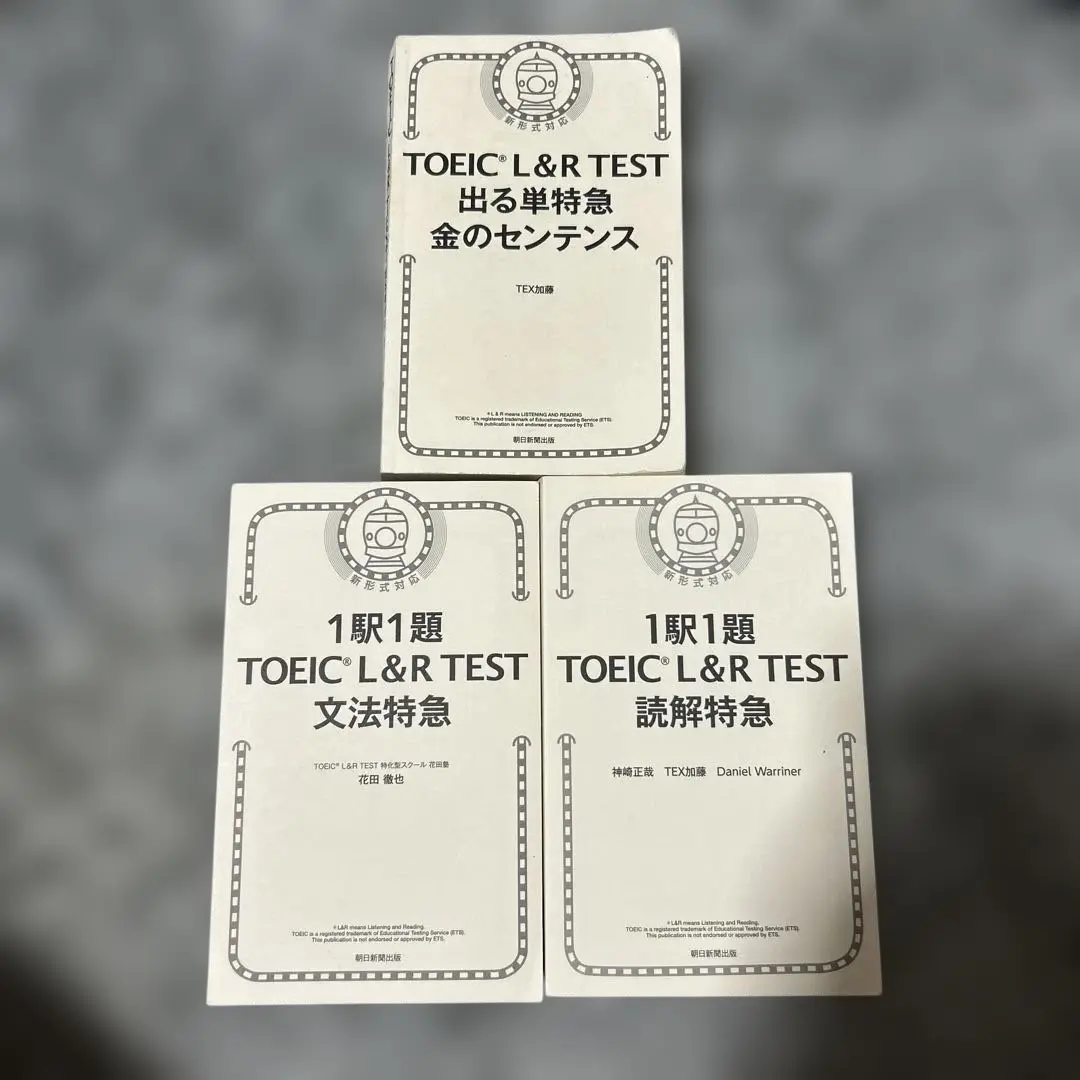 新形式対応
TOEIC® L&R TEST
出る単特急
金のセンテンス
TEX加藤
® L & R means LISTENING AND READING
TOEIC is a registered trademark of Educational Testing Service (ETS).
This publication is not endorsed or approved by ETS.
朝日新聞出版
新形式対応
1駅1題
TOEIC® L&R TEST
文法特急
TOEIC® L&R TEST 特化型スクール 花田塾
花田 徹也
® L&R means Listening and Reading.
TOEIC is a registered trademark of Educational Testing Service (ETS).
This publication is not endorsed or approved by ETS.
朝日新聞出版
新形式対応
1駅1題
TOEIC® L&R TEST
読解特急
神崎正哉 TEX加藤 Daniel Warriner
® L&R means Listening and Reading.
TOEIC is a registered trademark of Educational Testing Service (ETS).
This publication is not endorsed or approved by ETS.
朝日新聞出版